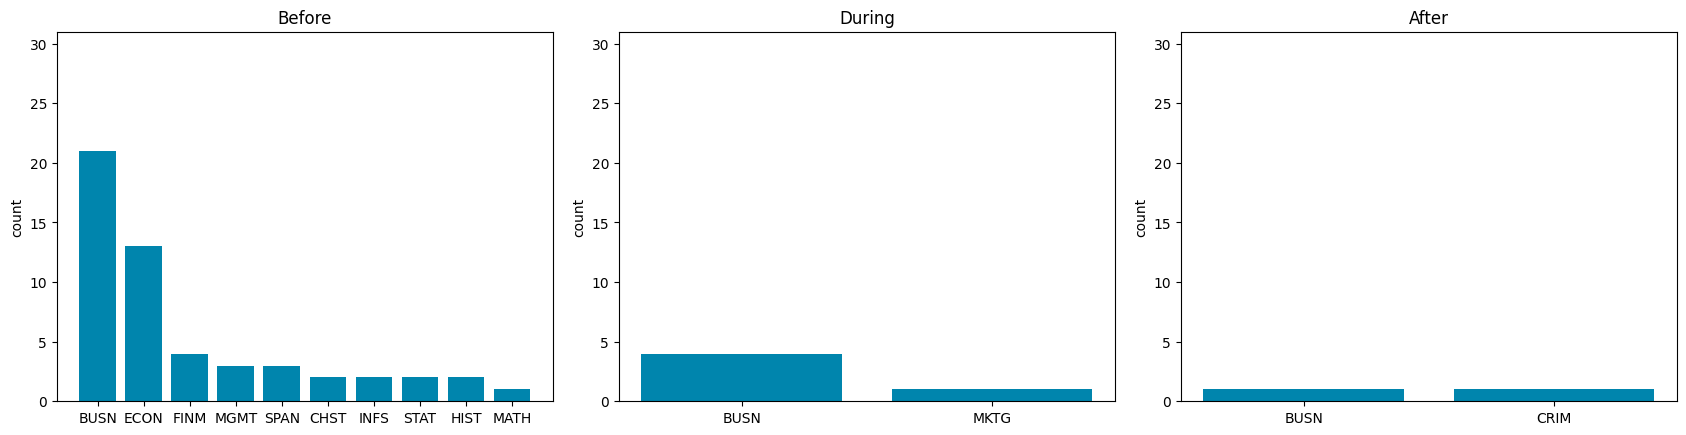 Before
30
25
20
15
10
5
0
count
BUSN ECON FINM MGMT SPAN CHST INFS STAT HIST MATH
During
30
25
20
15
10
5
0
count
BUSN MKTG
After
30
25
20
15
10
5
0
count
BUSN CRIM